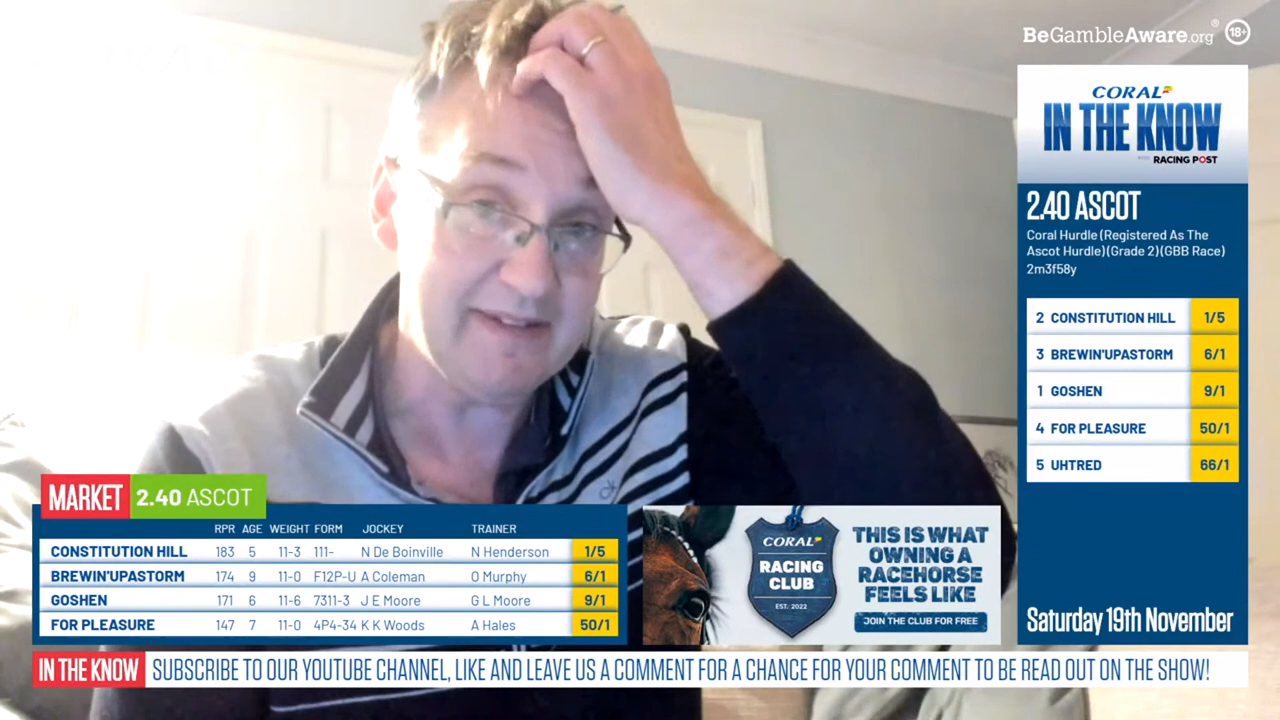 BeGambleAware.org® 18+
CORAL
IN THE KNOW
WITH RACING POST
2.40 ASCOT
Coral Hurdle (Registered As The
Ascot Hurdle) (Grade 2) (GBB Race)
2m3f58y
2 CONSTITUTION HILL 1/5
3 BREWIN'UPASTORM 6/1
1 GOSHEN 9/1
4 FOR PLEASURE 50/1
5 UHTRED 66/1
Saturday 19th November
MARKET 2.40 ASCOT
RPR AGE WEIGHT FORM JOCKEY TRAINER
CONSTITUTION HILL 183 5 11-3 111- N De Boinville N Henderson 1/5
BREWIN'UPASTORM 174 9 11-0 F12P-U A Coleman O Murphy 6/1
GOSHEN 171 6 11-6 7311-3 J E Moore G L Moore 9/1
FOR PLEASURE 147 7 11-0 4P4-34 K K Woods A Hales 50/1
CORAL
RACING
CLUB
EST. 2022
THIS IS WHAT
OWNING A
RACEHORSE
FEELS LIKE
JOIN THE CLUB FOR FREE
IN THE KNOW SUBSCRIBE TO OUR YOUTUBE CHANNEL, LIKE AND LEAVE US A COMMENT FOR A CHANCE FOR YOUR COMMENT TO BE READ OUT ON THE SHOW!